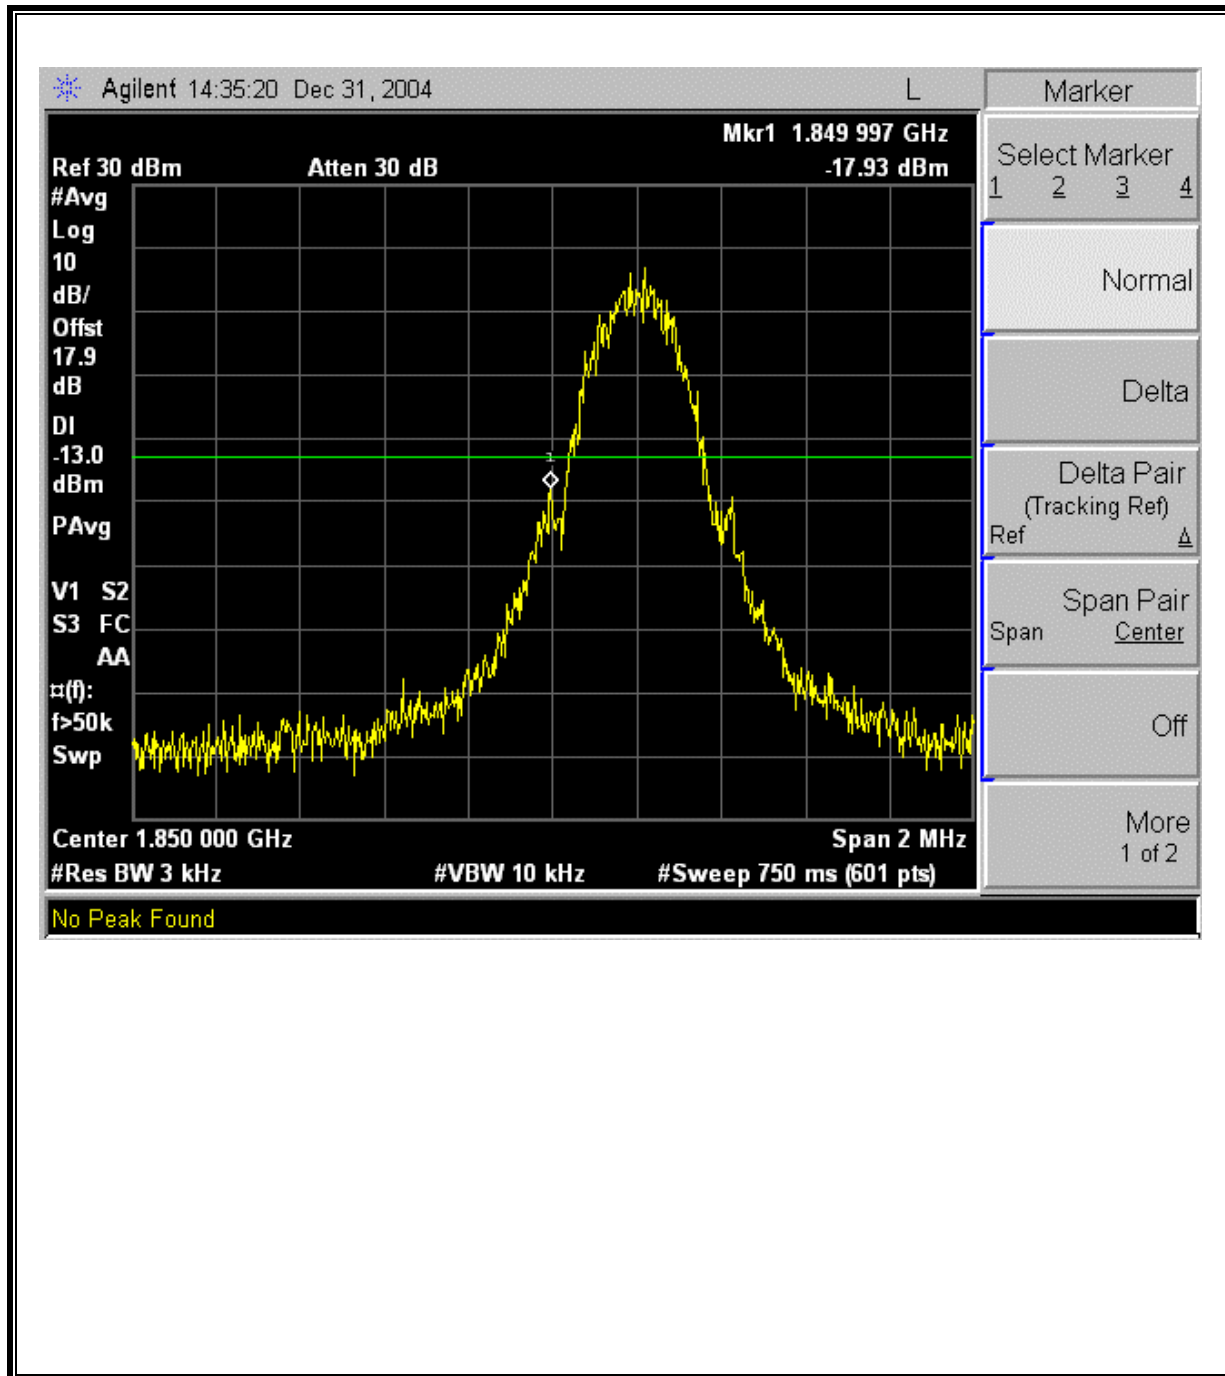 Agilent 14:35:20 Dec 31, 2004 L
Marker
Mkr1 1.849 997 GHz
Ref 30 dBm Atten 30 dB -17.93 dBm
#Avg
Log
10
dB/
Offst
17.9
dB
DI
-13.0
dBm
PAvg
V1 S2
S3 FC
AA
¤(f):
f>50k
Swp
1
Center 1.850 000 GHz Span 2 MHz
#Res BW 3 kHz #VBW 10 kHz #Sweep 750 ms (601 pts)
No Peak Found
Select Marker
1 2 3 4
Normal
Delta
Delta Pair
(Tracking Ref)
Ref Δ
Span Pair
Span Center
Off
More
1 of 2